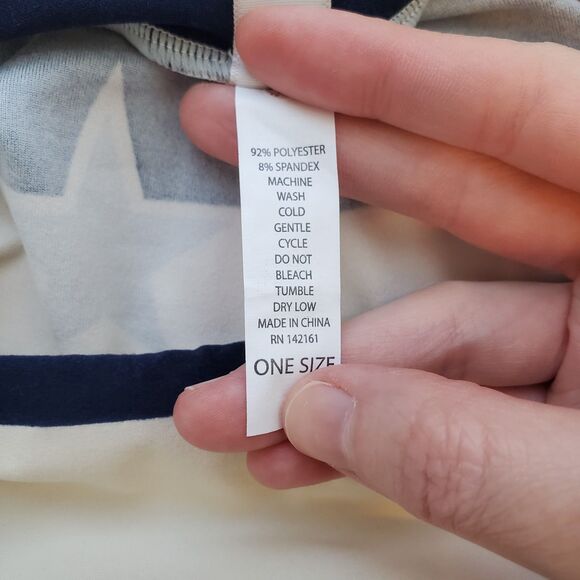 92% POLYESTER
8% SPANDEX
MACHINE
WASH
COLD
GENTLE
CYCLE
DO NOT
BLEACH
TUMBLE
DRY LOW
MADE IN CHINA
RN 142161
ONE SIZE